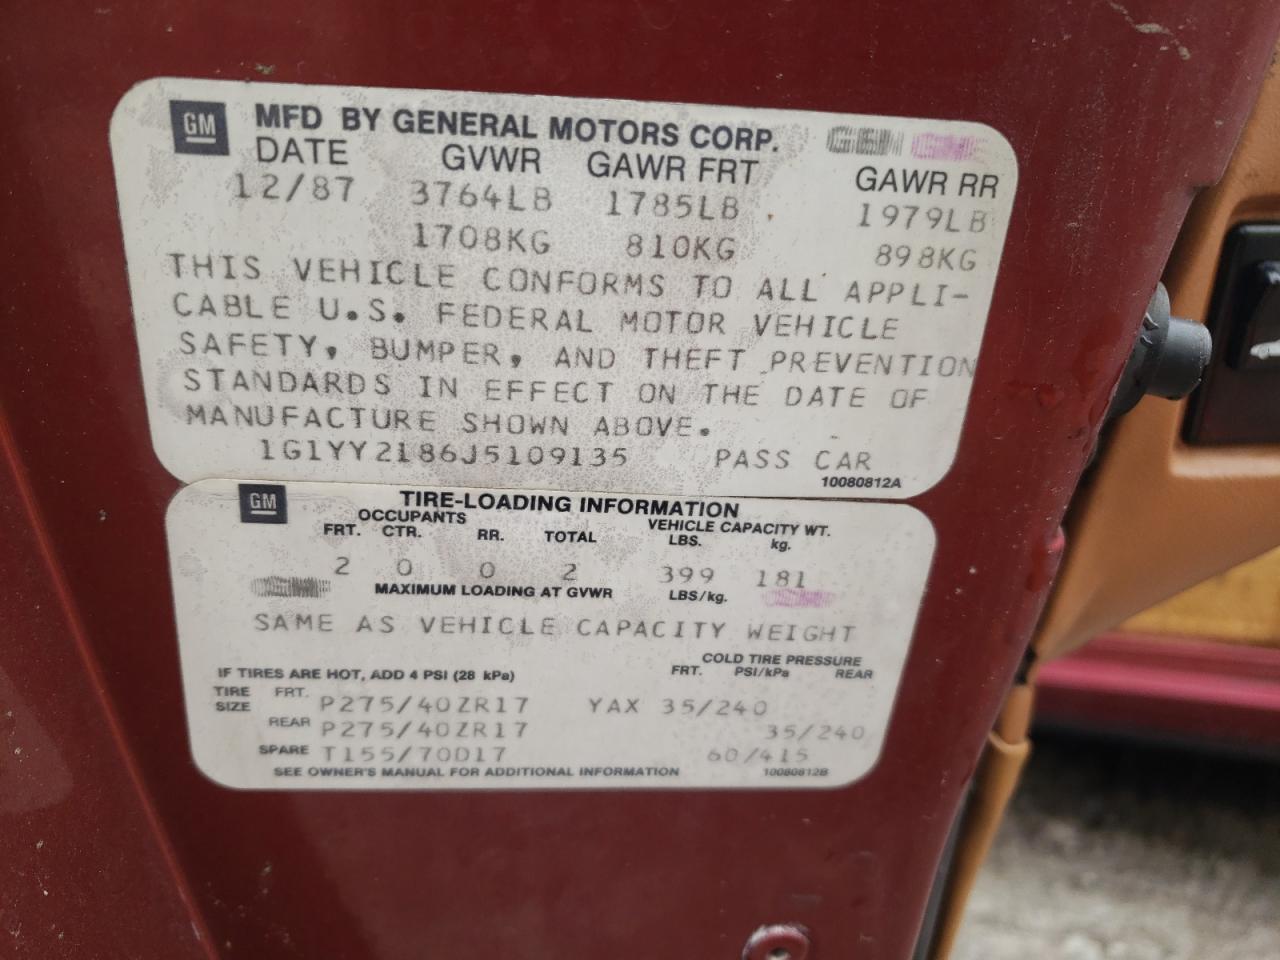 GM MFD BY GENERAL MOTORS CORP.
DATE GVWR GAWR FRT GAWR RR
12/87 3764LB 1785LB 1979LB
1708KG 810KG 898KG
THIS VEHICLE CONFORMS TO ALL APPLI-
CABLE U.S. FEDERAL MOTOR VEHICLE
SAFETY, BUMPER, AND THEFT PREVENTION
STANDARDS IN EFFECT ON THE DATE OF
MANUFACTURE SHOWN ABOVE.
1G1YY2186J5109135 PASS CAR
10080812A
GM TIRE-LOADING INFORMATION
OCCUPANTS VEHICLE CAPACITY WT.
FRT. CTR. RR. TOTAL LBS. kg.
2 0 0 2 399 181
MAXIMUM LOADING AT GVWR LBS/kg.
SAME AS VEHICLE CAPACITY WEIGHT
COLD TIRE PRESSURE
IF TIRES ARE HOT, ADD 4 PSI (28 kPa) FRT. PSI/kPa REAR
TIRE SIZE FRT. P275/40ZR17 YAX 35/240
REAR P275/40ZR17 35/240
SPARE T155/70D17 60/415
SEE OWNER'S MANUAL FOR ADDITIONAL INFORMATION 10080812B